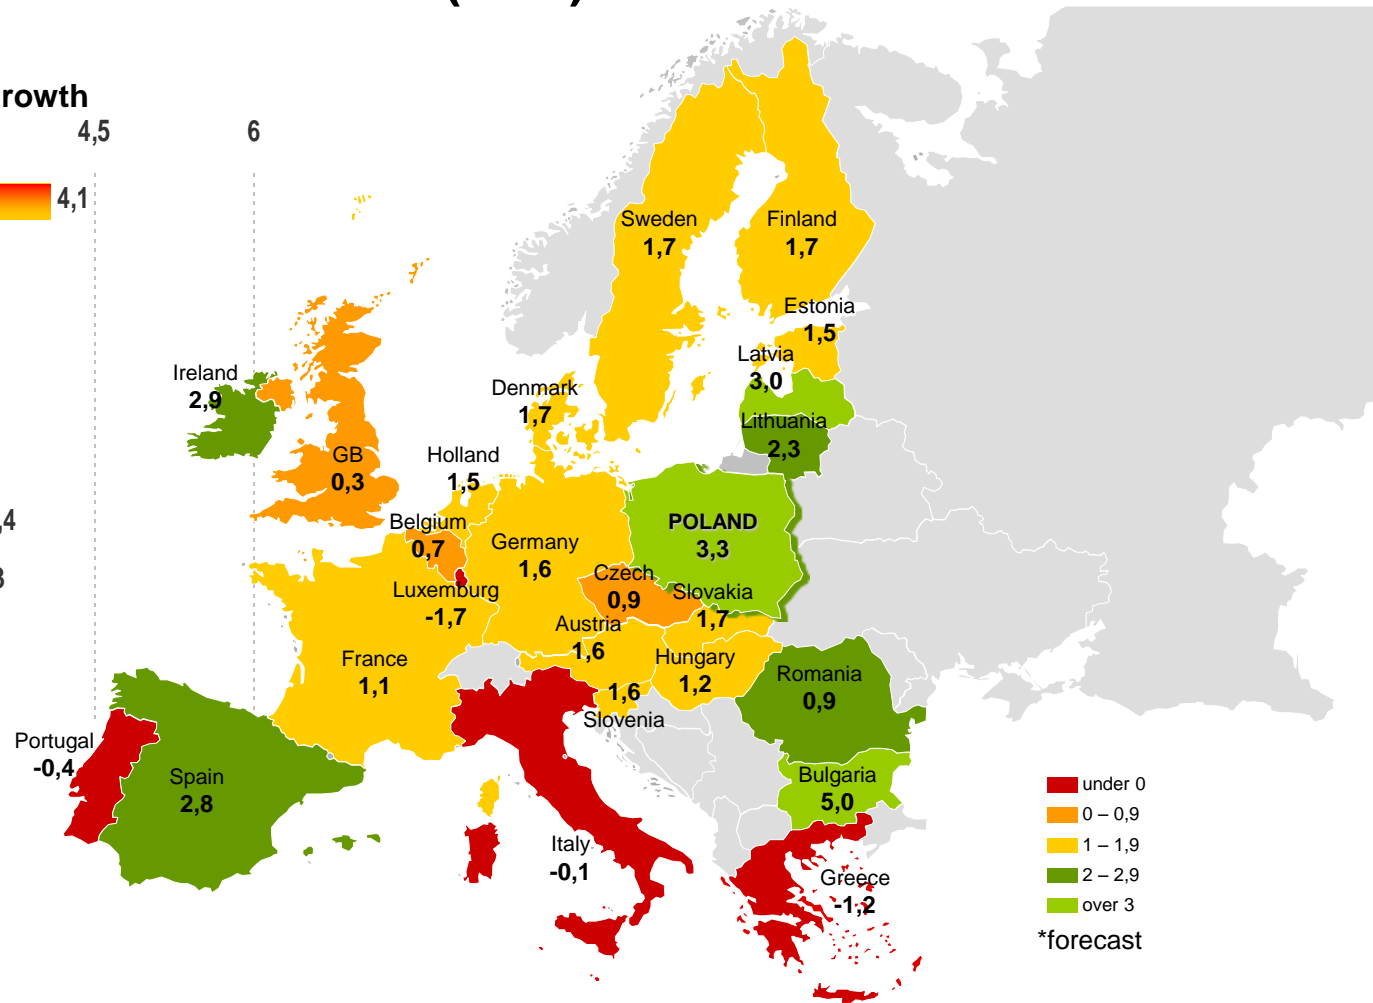 rowth
4,5
6
4,1
Sweden
1,7
Finland
1,7
Estonia
1,5
Latvia
3,0
Ireland
2,9
Denmark
1,7
Lithuania
2,3
GB
0,3
Holland
1,5
,4
Belgium
0,7
POLAND
3,3
Germany
1,6
Czech
0,9
Luxemburg
-1,7
Slovakia
1,7
Austria
1,6
France
1,1
Hungary
1,2
Romania
0,9
1,6
Slovenia
Portugal
-0,4
Spain
2,8
Bulgaria
5,0
Italy
-0,1
Greece
-1,2
under 0
0 – 0,9
1 – 1,9
2 – 2,9
over 3
*forecast